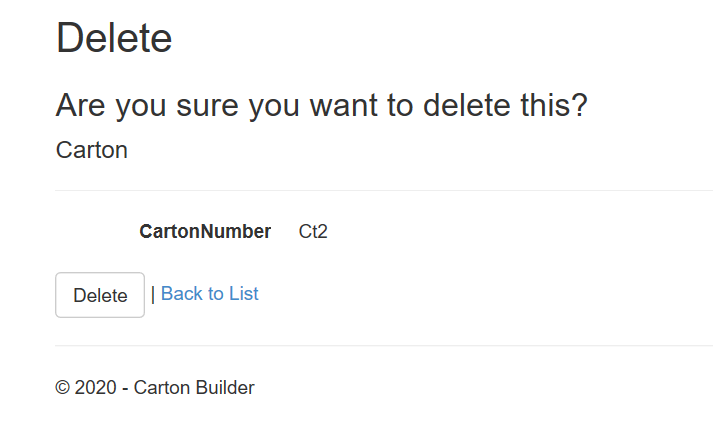 Delete
Are you sure you want to delete this?
Carton
CartonNumber Ct2
Delete | Back to List
© 2020 - Carton Builder